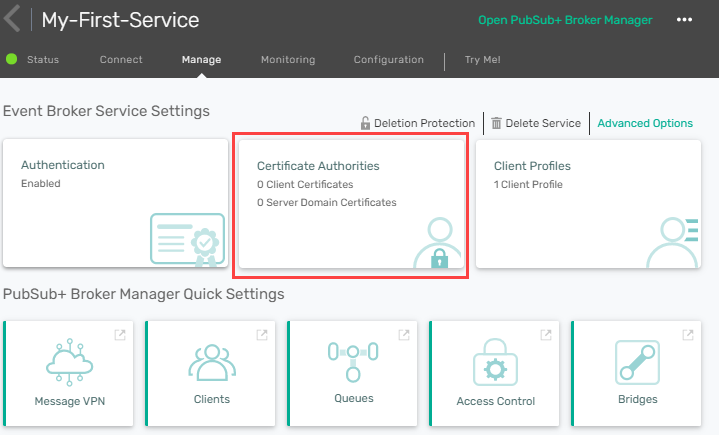 My-First-Service
Open PubSub+ Broker Manager
Status Connect Manage Monitoring Configuration Try Me!
Event Broker Service Settings
Deletion Protection Delete Service Advanced Options
Authentication
Enabled
Certificate Authorities
0 Client Certificates
0 Server Domain Certificates
Client Profiles
1 Client Profile
PubSub+ Broker Manager Quick Settings
Message VPN
Clients
Queues
Access Control
Bridges